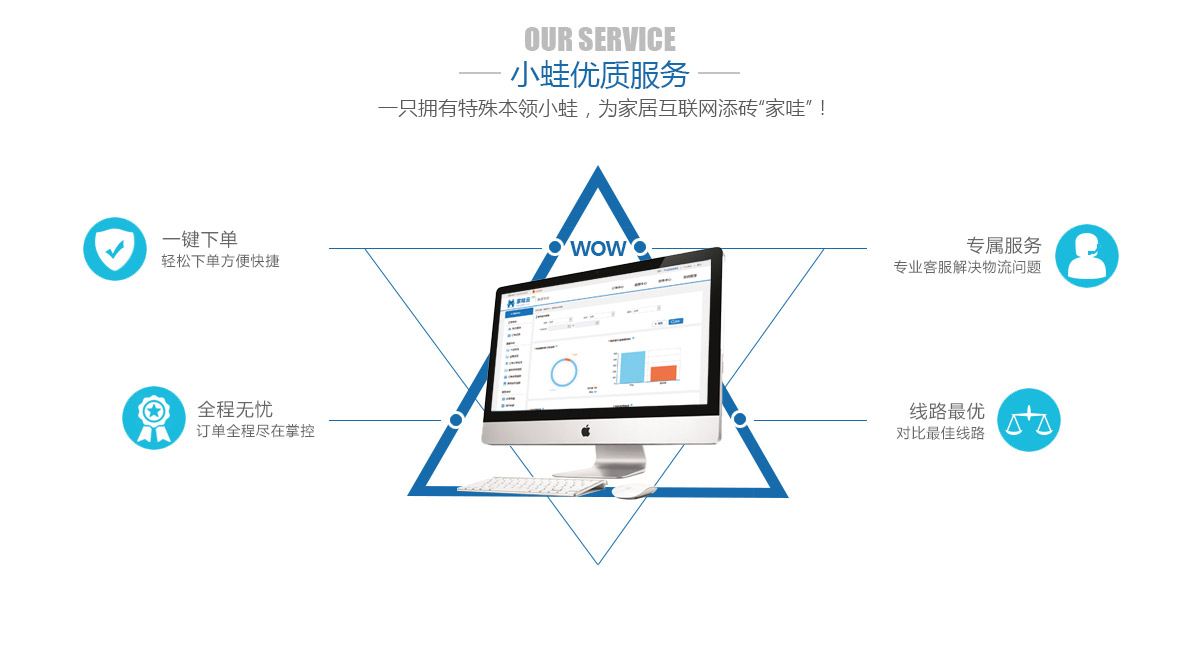 OUR SERVICE
小蛙优质服务
一只拥有特殊本领小蛙，为家居互联网添砖“家哇”！
WOW
一键下单
轻松下单方便快捷
专属服务
专业客服解决物流问题
全程无忧
订单全程尽在掌控
线路最优
对比最佳线路